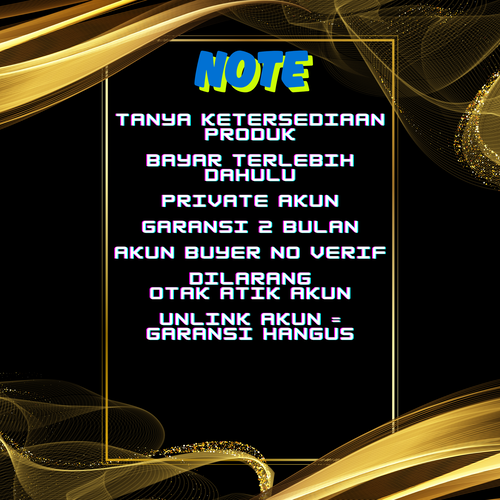 NOTE
TANYA KETERSEDIAAN
PRODUK
BAYAR TERLEBIH
DAHULU
PRIVATE AKUN
GARANSI 2 BULAN
AKUN BUYER NO VERIF
DILARANG
OTAK ATIK AKUN
UNLINK AKUN =
GARANSI HANGUS